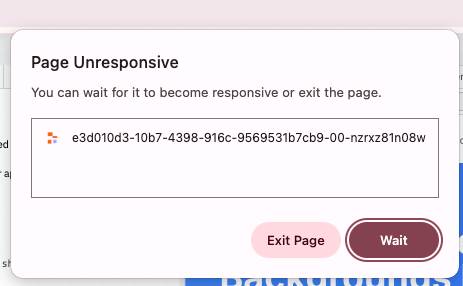 Page Unresponsive
You can wait for it to become responsive or exit the page.
e3d010d3-10b7-4398-916c-9569531b7cb9-00-nzrxz81n08w
Exit Page
Wait
Backgrounds